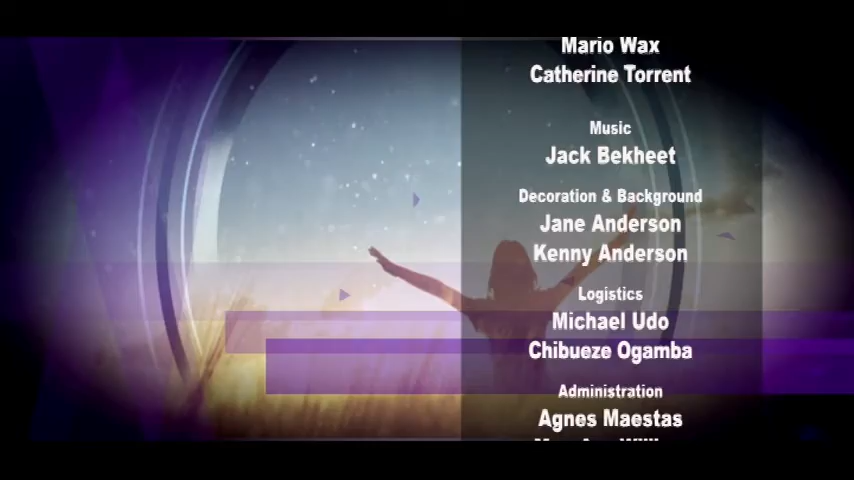 Mario Wax
Catherine Torrent
Music
Jack Bekheet
Decoration & Background
Jane Anderson
Kenny Anderson
Logistics
Michael Udo
Chibueze Ogamba
Administration
Agnes Maestas